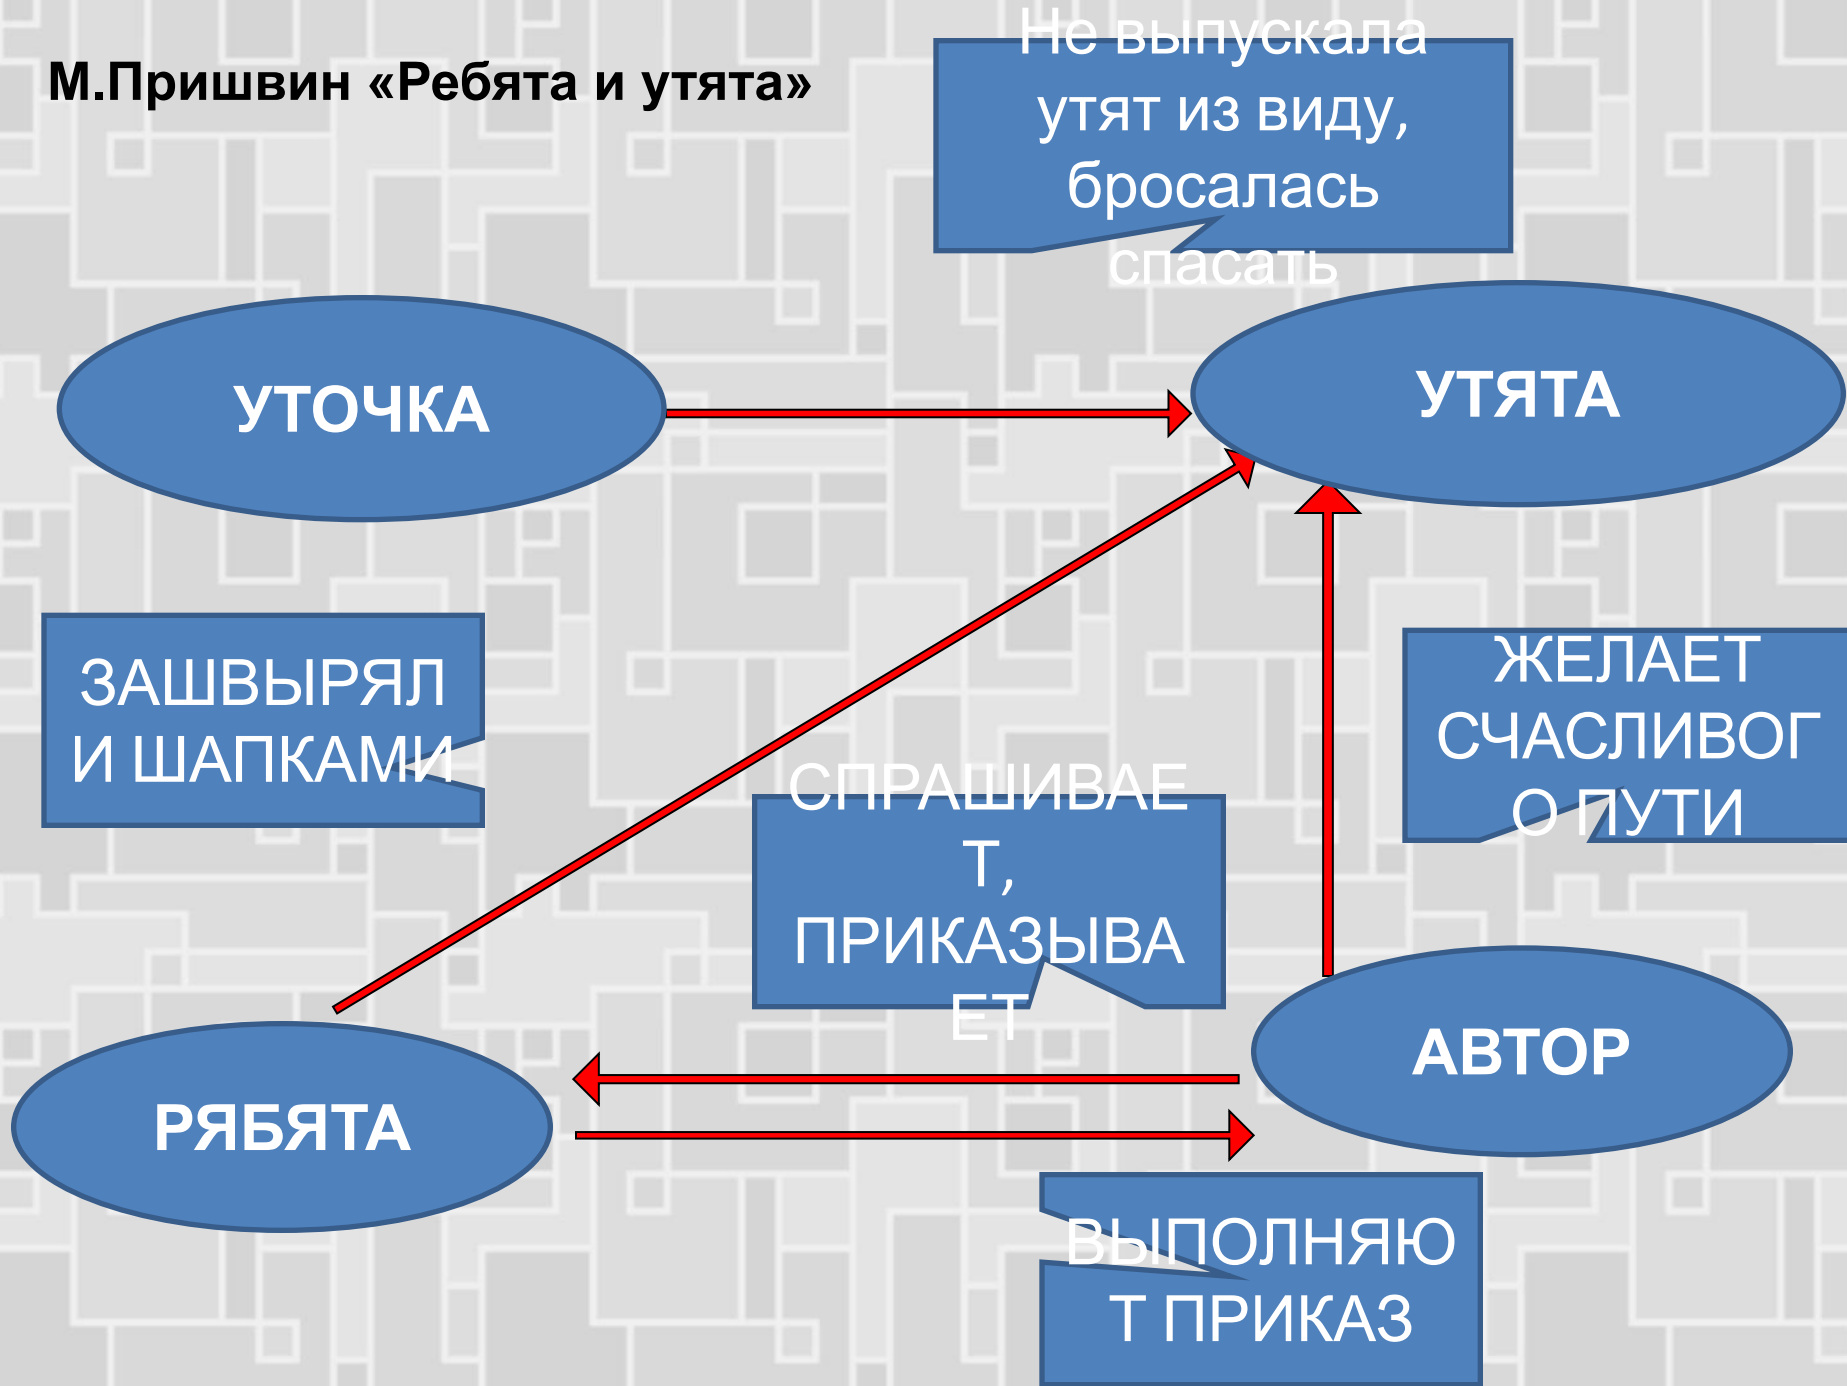 М.Пришвин «Ребята и утята»
Не выпускала
утят из виду,
бросалась
спасать
УТОЧКА
УТЯТА
ЗАШВЫРЯЛ
И ШАПКАМИ
ЖЕЛАЕТ
СЧАСЛИВОГ
О ПУТИ
СПРАШИВАЕ
Т,
ПРИКАЗЫВА
ЕТ
АВТОР
РЯБЯТА
ВЫПОЛНЯЮ
Т ПРИКАЗ